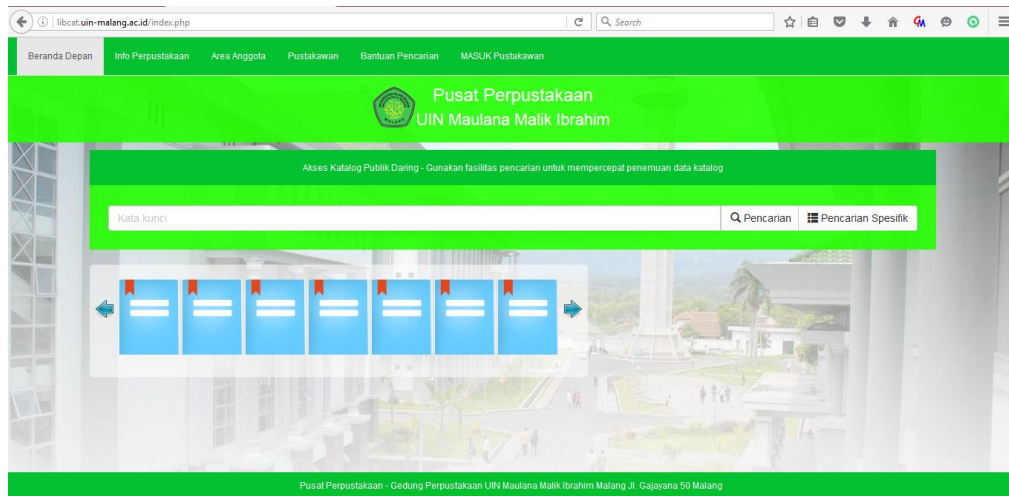 libcat.uin-malang.ac.id/index.php
Search
Beranda Depan
Info Perpustakaan
Area Anggota
Pustakawan
Bantuan Pencarian
MASUK Pustakawan
Pusat Perpustakaan
UIN Maulana Malik Ibrahim
Akses Katalog Publik Daring - Gunakan fasilitas pencarian untuk mempercepat penemuan data katalog
Kata kunci
Pencarian
Pencarian Spesifik
Pusat Perpustakaan - Gedung Perpustakaan UIN Maulana Malik Ibrahim Malang Jl. Gajayana 50 Malang